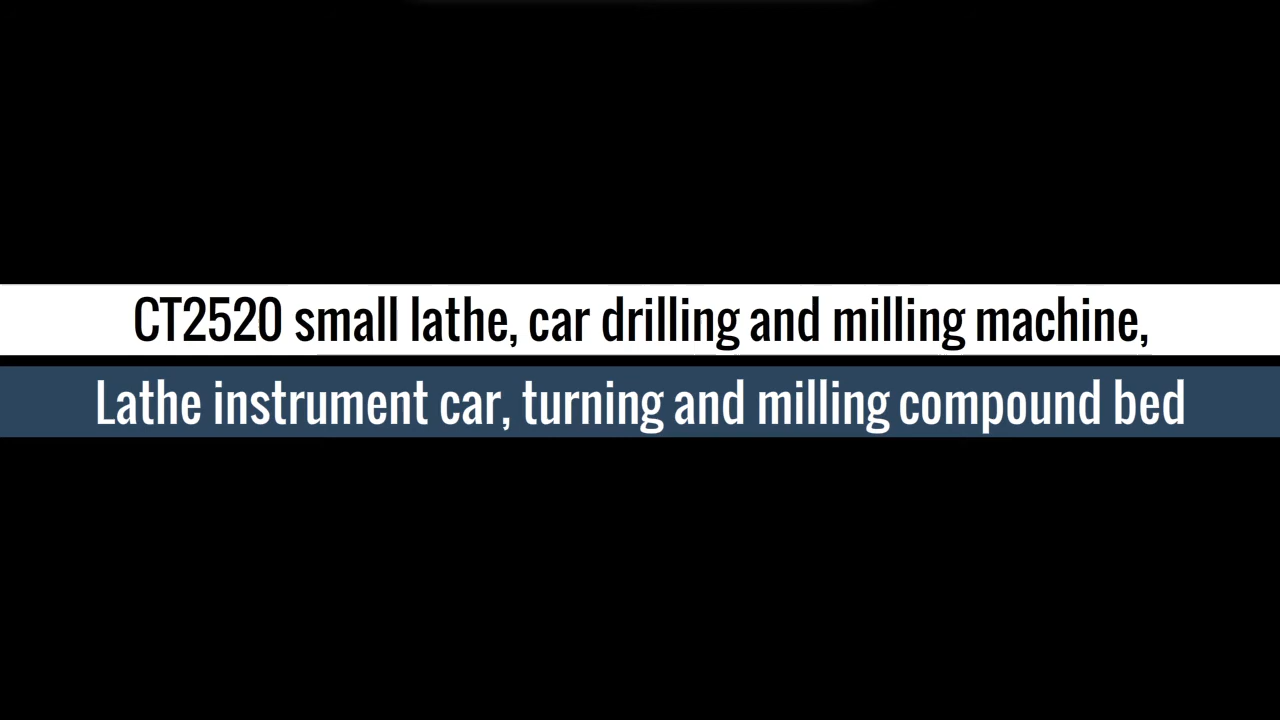 CT2520 small lathe, car drilling and milling machine,
Lathe instrument car, turning and milling compound bed